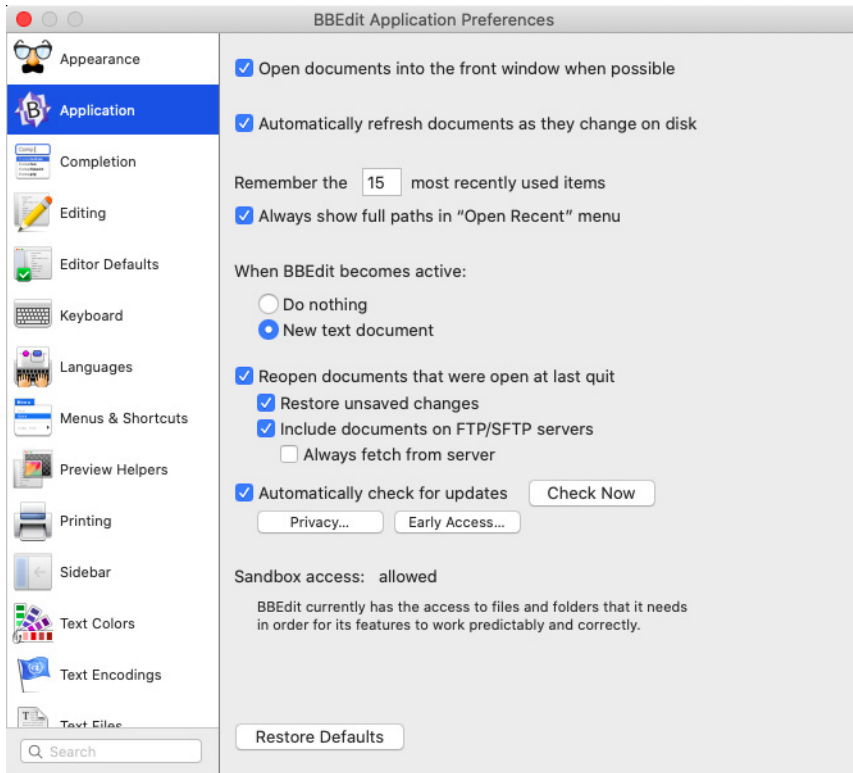 BBEdit Application Preferences
Appearance
Application
Completion
Editing
Editor Defaults
Keyboard
Languages
Menus & Shortcuts
Preview Helpers
Printing
Sidebar
Text Colors
Text Encodings
Text Files
Search
Open documents into the front window when possible
Automatically refresh documents as they change on disk
Remember the 15 most recently used items
Always show full paths in “Open Recent” menu
When BBEdit becomes active:
Do nothing
New text document
Reopen documents that were open at last quit
Restore unsaved changes
Include documents on FTP/SFTP servers
Always fetch from server
Automatically check for updates Check Now
Privacy... Early Access...
Sandbox access: allowed
BBEdit currently has the access to files and folders that it needs
in order for its features to work predictably and correctly.
Restore Defaults